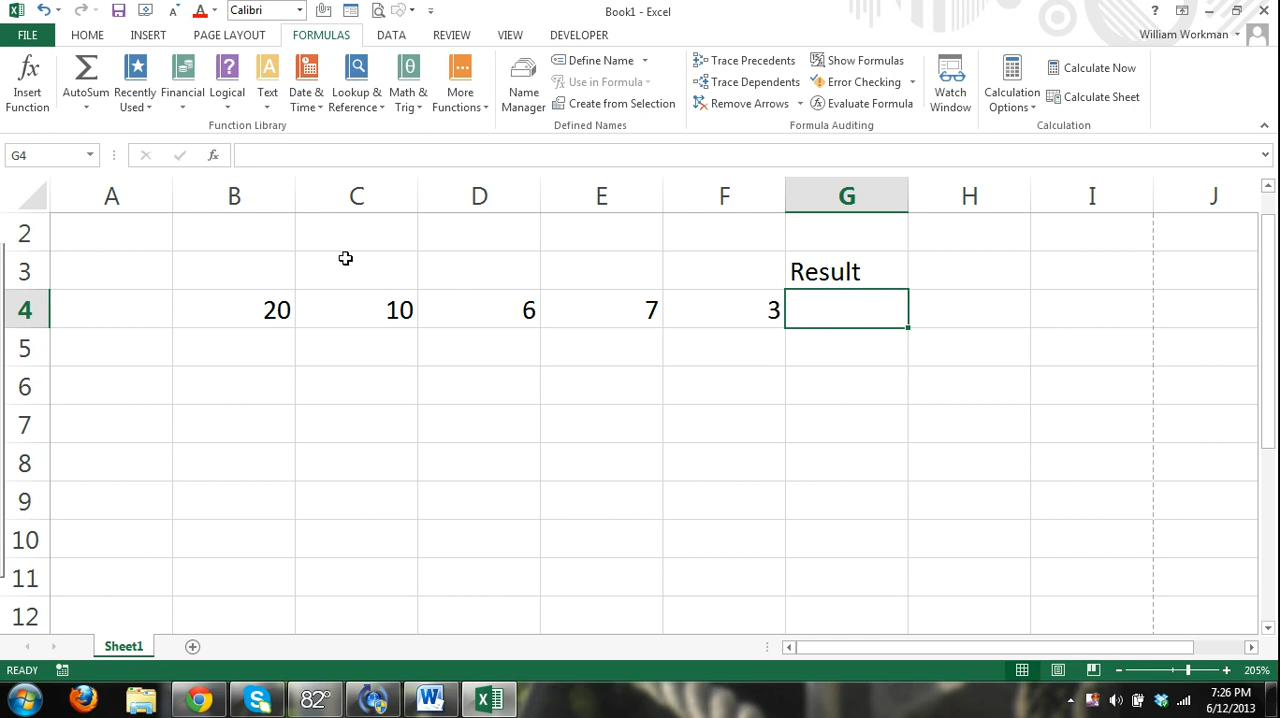 Calibri
Book1 - Excel
?
FILE HOME INSERT PAGE LAYOUT FORMULAS DATA REVIEW VIEW DEVELOPER
William Workman
fx Σ ? A θ
Insert Function
AutoSum
Recently Used
Financial
Logical
Text
Date & Time
Lookup & Reference
Math & Trig
More Functions
Function Library
Name Manager
Define Name
Use in Formula
Create from Selection
Defined Names
Trace Precedents
Trace Dependents
Remove Arrows
Show Formulas
Error Checking
Evaluate Formula
Formula Auditing
Watch Window
Calculation Options
Calculate Now
Calculate Sheet
Calculation
G4 fx
A B C D E F G H I J
2
3 Result
4 20 10 6 7 3
5
6
7
8
9
10
11
12
Sheet1
READY 205%
82°
7:26 PM
6/12/2013